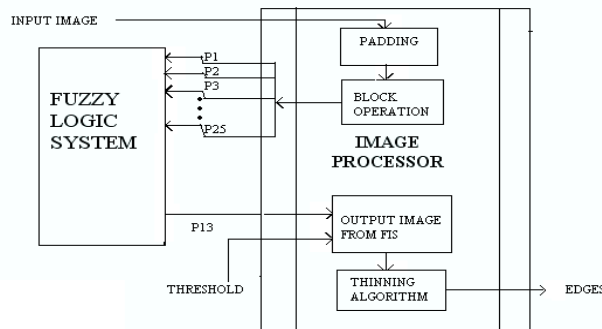 INPUT IMAGE
PADDING
P1
P2
P3
P25
BLOCK
OPERATION
FUZZY
LOGIC
SYSTEM
IMAGE
PROCESSOR
P13
OUTPUT IMAGE
FROM FIS
THRESHOLD
THINNING
ALGORITHM
EDGES